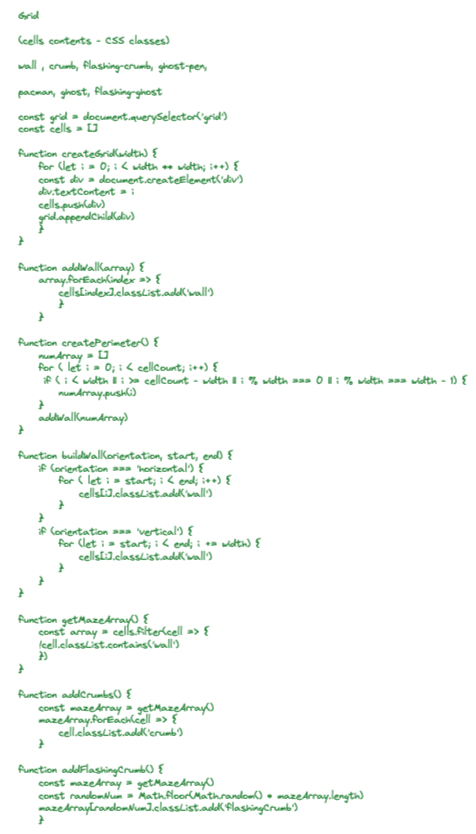 Grid
(cells contents - CSS classes)
wall , crumb, flashing-crumb, ghost-pen,
pacman, ghost, flashing-ghost
const grid = document.querySelector('grid')
const cells = []
function createGrid(width) {
for (let i = 0; i < width ** width; i++) {
const div = document.createElement('div')
div.textContent = i
cells.push(div)
grid.appendChild(div)
}
}
function addWall(array) {
array.forEach(index => {
cells[index].classList.add('wall')
}
}
function createPerimeter() {
numArray = []
for ( let i = 0; i < cellCount; i++) {
if ( i < width || i >= cellCount - width || i % width === 0 || i % width === width - 1) {
numArray.push(i)
}
addWall(numArray)
}
function buildWall(orientation, start, end) {
if (orientation === 'horizontal') {
for ( let i = start; i < end; i++) {
cells[i].classList.add('wall')
}
}
if (orientation === 'vertical') {
for (let i = start; i < end; i += width) {
cells[i].classList.add('wall')
}
}
}
function getMazeArray() {
const array = cells.filter(cell => {
!cell.classList.contains('wall')
})
}
function addCrumbs() {
const mazeArray = getMazeArray()
mazeArray.forEach(cell => {
cell.classList.add('crumb')
}
function addFlashingCrumb() {
const mazeArray = getMazeArray()
const randomNum = Math.floor(Math.random() * mazeArray.length)
mazeArray[randomNum].classList.add('flashingCrumb')
}